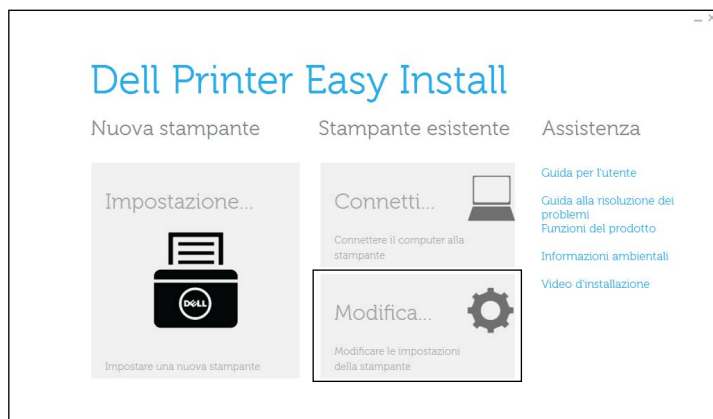 Dell Printer Easy Install
Nuova stampante
Impostazione...
DELL
Impostare una nuova stampante
Stampante esistente
Connetti...
Connettere il computer alla
stampante
Modifica...
Modificare le impostazioni
della stampante
Assistenza
Guida per l'utente
Guida alla risoluzione dei
problemi
Funzioni del prodotto
Informazioni ambientali
Video d'installazione